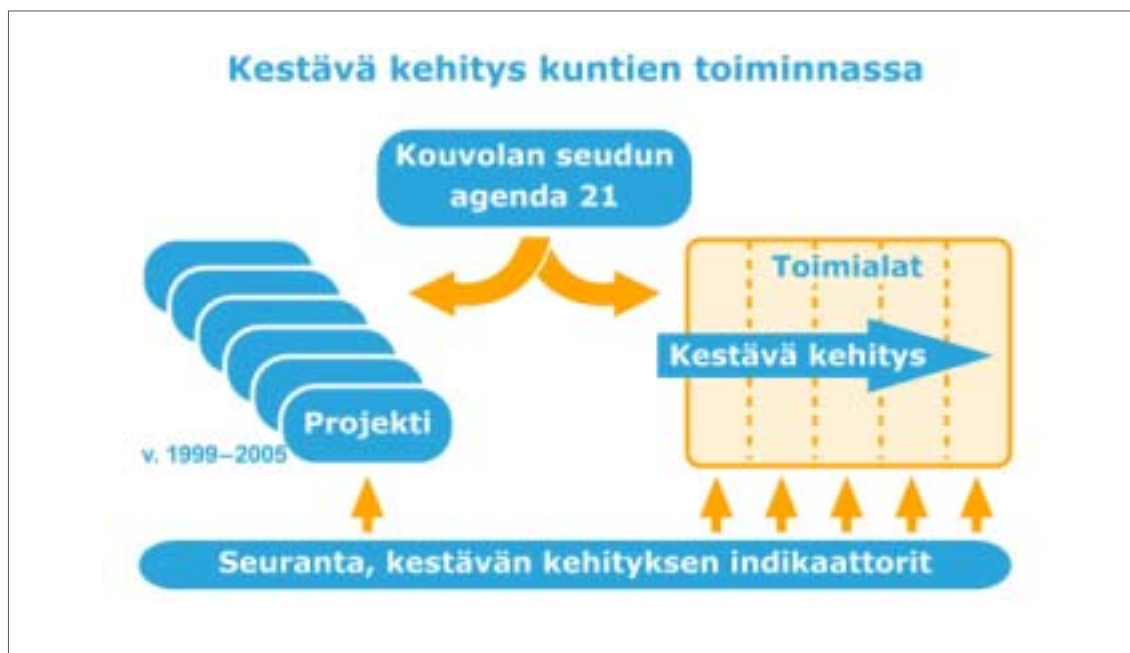 Kestävä kehitys kuntien toiminnassa
Kouvolan seudun
agenda 21
Toimialat
Kestävä kehitys
Projekti
v. 1999–2005
Seuranta, kestävän kehityksen indikaattorit